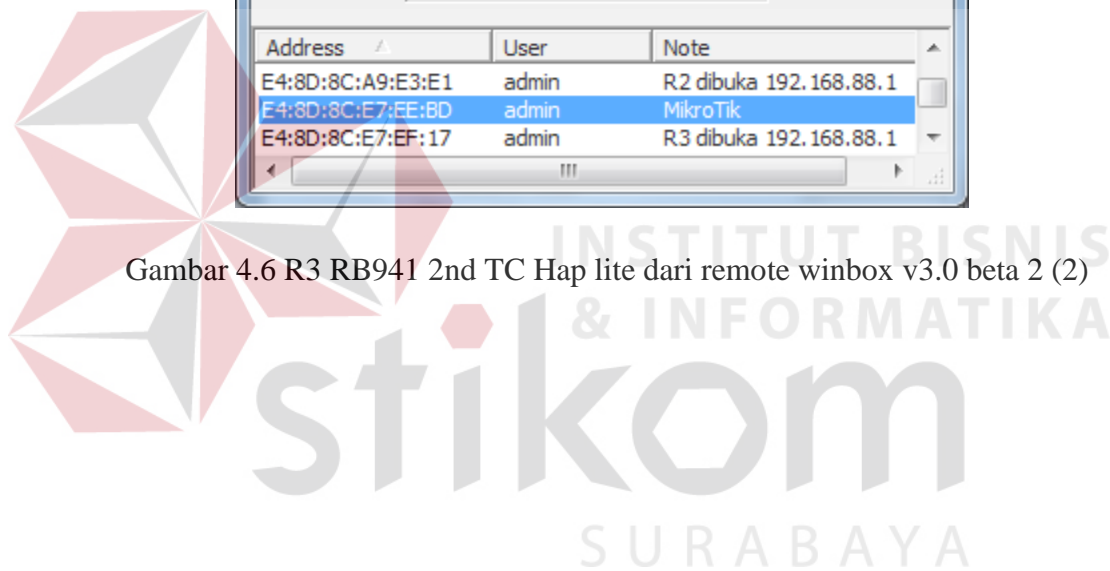 Address User Note
E4:8D:8C:A9:E3:E1 admin R2 dibuka 192.168.88.1
E4:8D:8C:E7:EE:BD admin MikroTik
E4:8D:8C:E7:EF:17 admin R3 dibuka 192.168.88.1
INSTITUT BISNIS
Gambar 4.6 R3 RB941 2nd TC Hap lite dari remote winbox v3.0 beta 2 (2)
& INFORMATIKA
stikom
SURABAYA